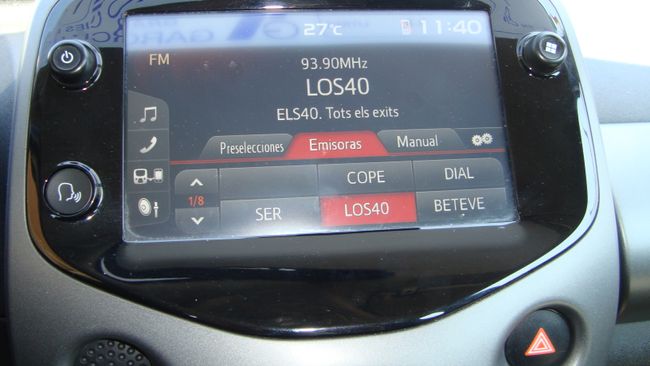 27°C
11:40
FM
93.90MHz
LOS40
ELS40. Tots els exits
Preselecciones
Emisoras
Manual
COPE
DIAL
1/8
SER
LOS40
BETEVE